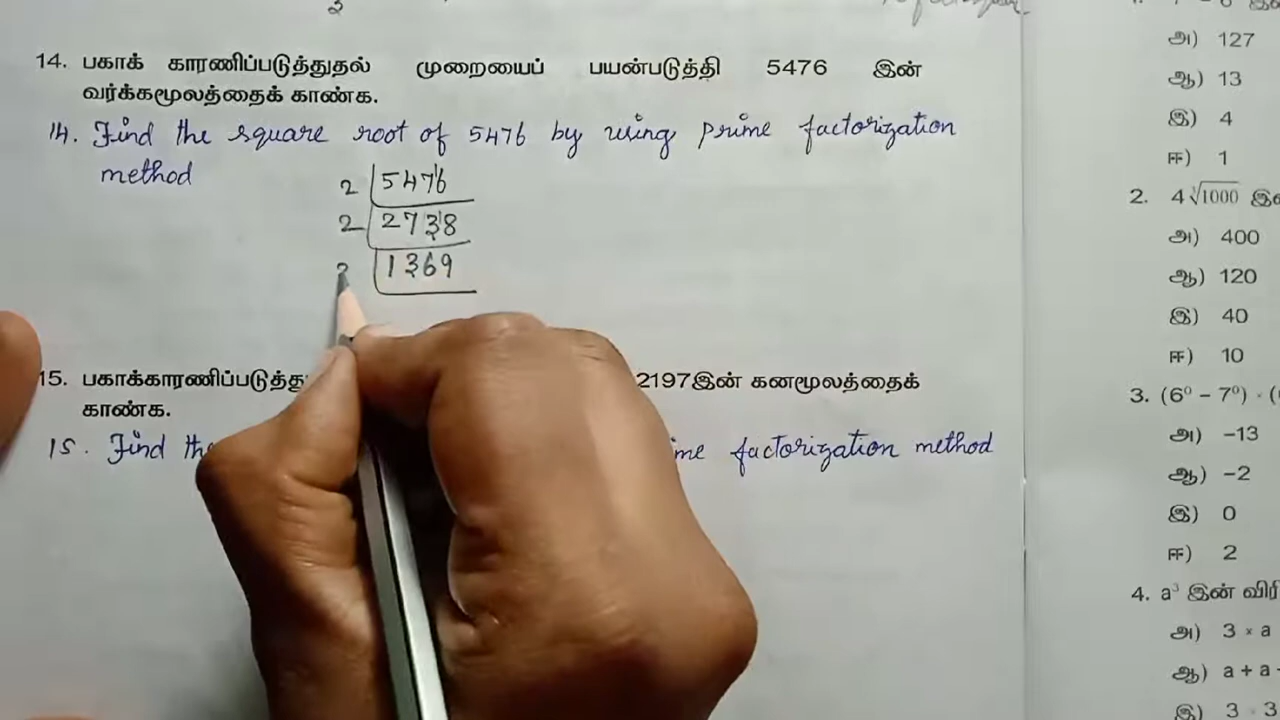 3
14. பகாக் காரணிப்படுத்துதல் முறையைப் பயன்படுத்தி 5476 இன்
வர்க்கமூலத்தைக் காண்க.
14. Find the square root of 5476 by using prime factorization
method
2 5476
2 2738
1369
15. பகாக்காரணிப்படுத்து 2197இன் கனமூலத்தைக்
காண்க.
15. Find the factorization method
அ) 127
ஆ) 13
இ) 4
ஈ) 1
2. 4∛1000
அ) 400
ஆ) 120
இ) 40
ஈ) 10
3. (6⁰ − 7⁰) · (
அ) −13
ஆ) −2
இ) 0
ஈ) 2
4. a³ இன் விரி
அ) 3 × a
ஆ) a + a
இ) 3 · 3